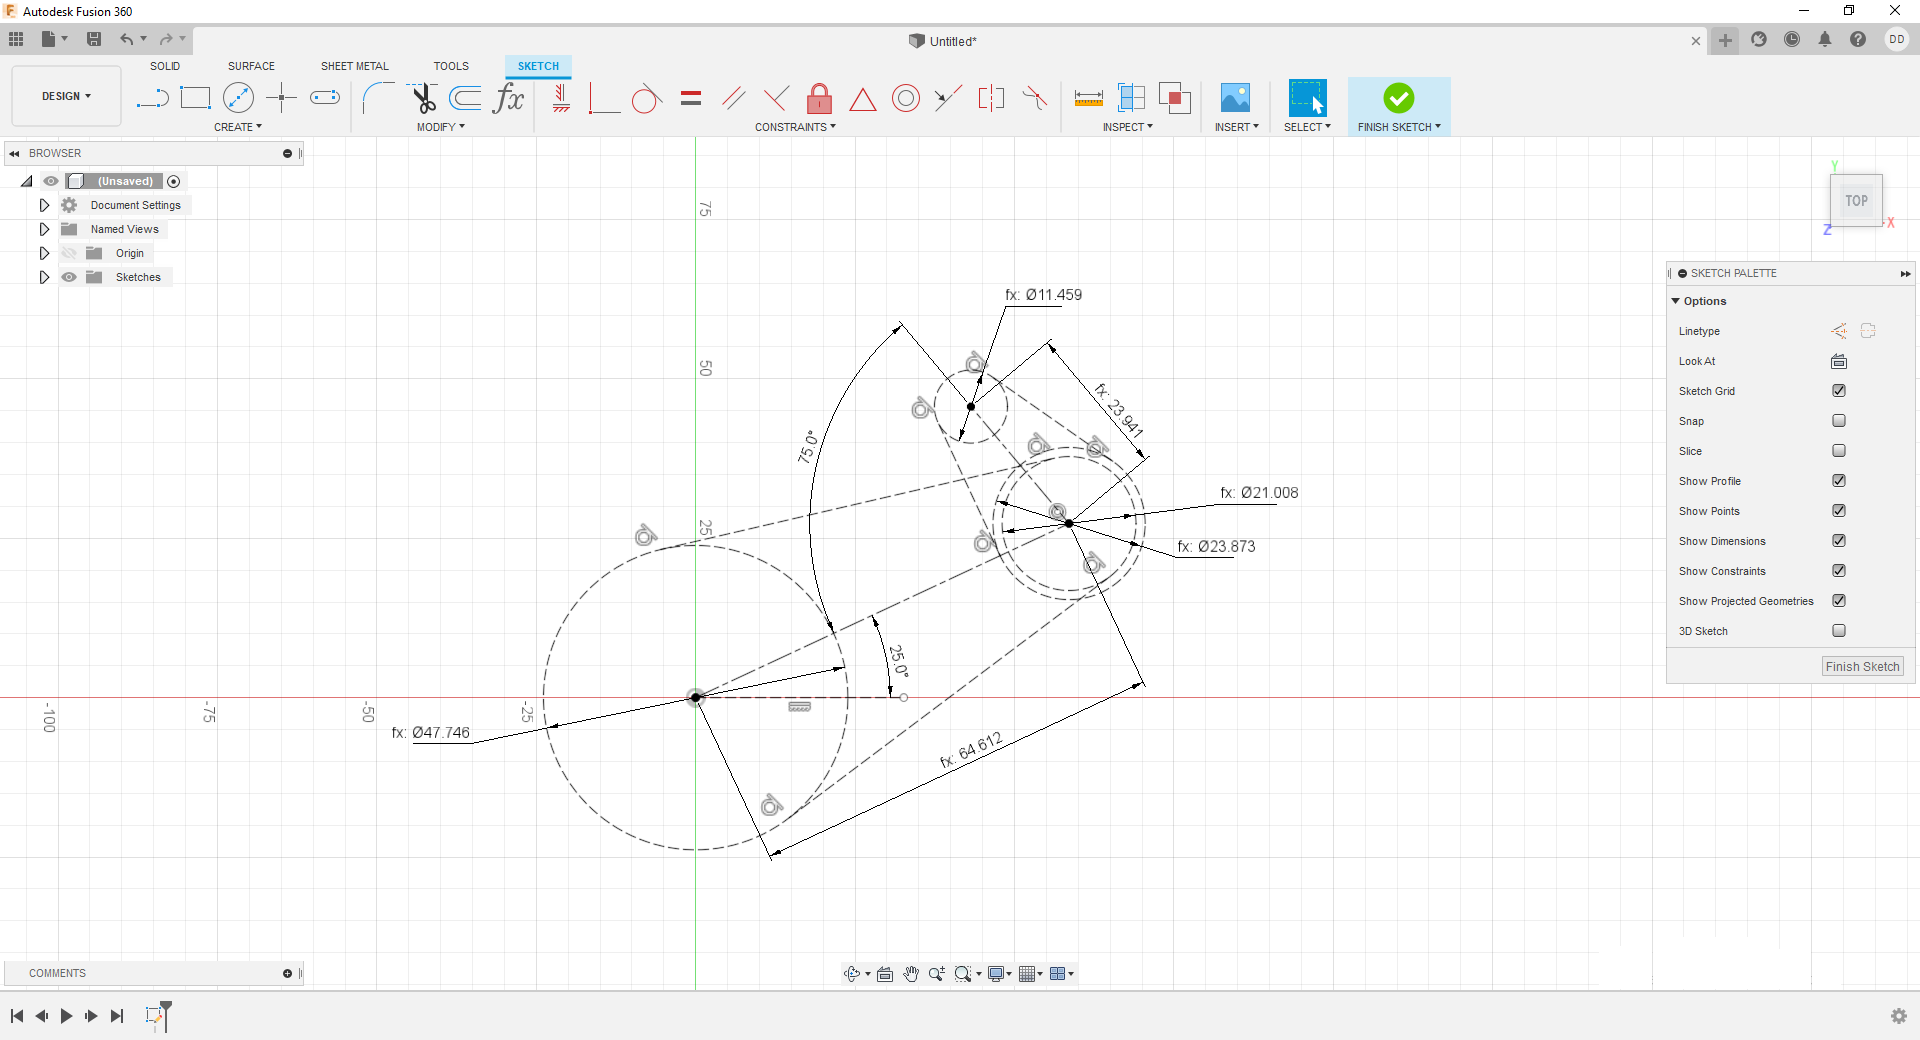 Autodesk Fusion 360
Untitled*
DD
SOLID
SURFACE
SHEET METAL
TOOLS
SKETCH
DESIGN
fx
CREATE
MODIFY
CONSTRAINTS
INSPECT
INSERT
SELECT
FINISH SKETCH
BROWSER
(Unsaved)
Document Settings
Named Views
Origin
Sketches
Y
TOP
X
Z
SKETCH PALETTE
Options
Linetype
Look At
Sketch Grid
Snap
Slice
Show Profile
Show Points
Show Dimensions
Show Constraints
Show Projected Geometries
3D Sketch
Finish Sketch
75
50
25
-25
-50
-75
-100
fx: Ø11.459
fx: 23.941
75.0°
fx: Ø21.008
fx: Ø23.873
25.0°
fx: Ø47.746
fx: 64.612
COMMENTS